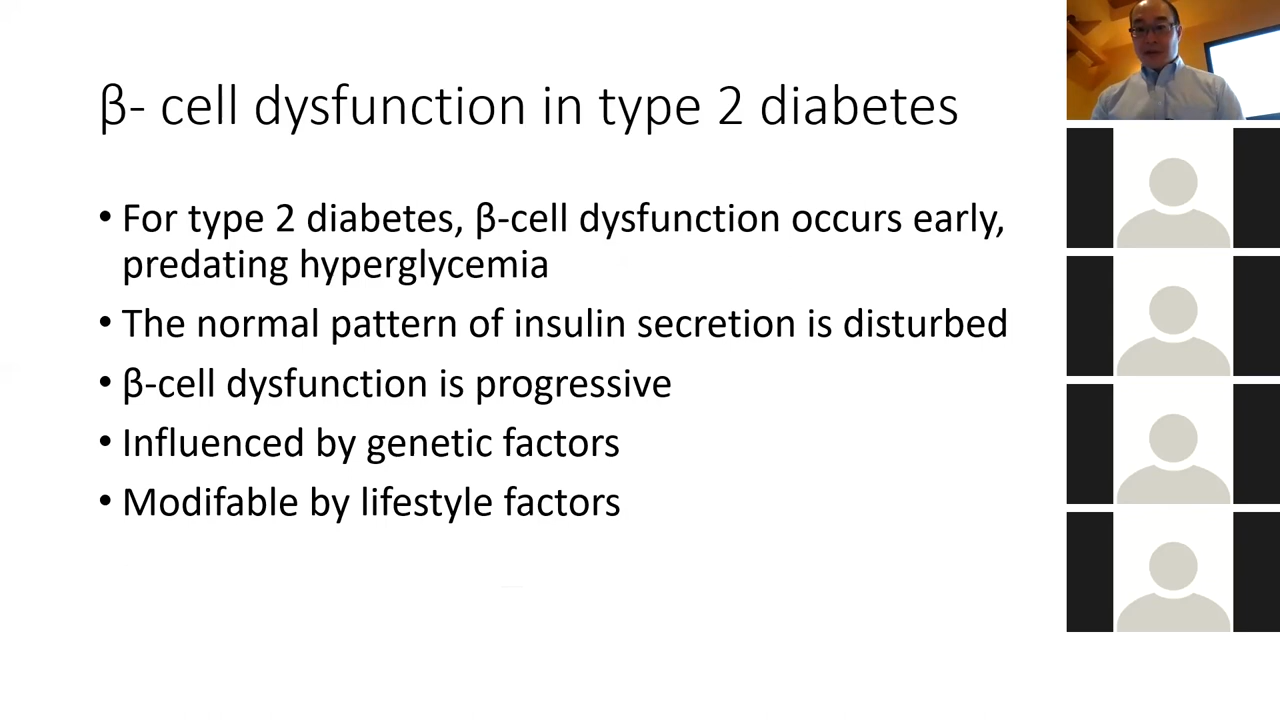 β- cell dysfunction in type 2 diabetes
• For type 2 diabetes, β-cell dysfunction occurs early,
predating hyperglycemia
• The normal pattern of insulin secretion is disturbed
• β-cell dysfunction is progressive
• Influenced by genetic factors
• Modifable by lifestyle factors